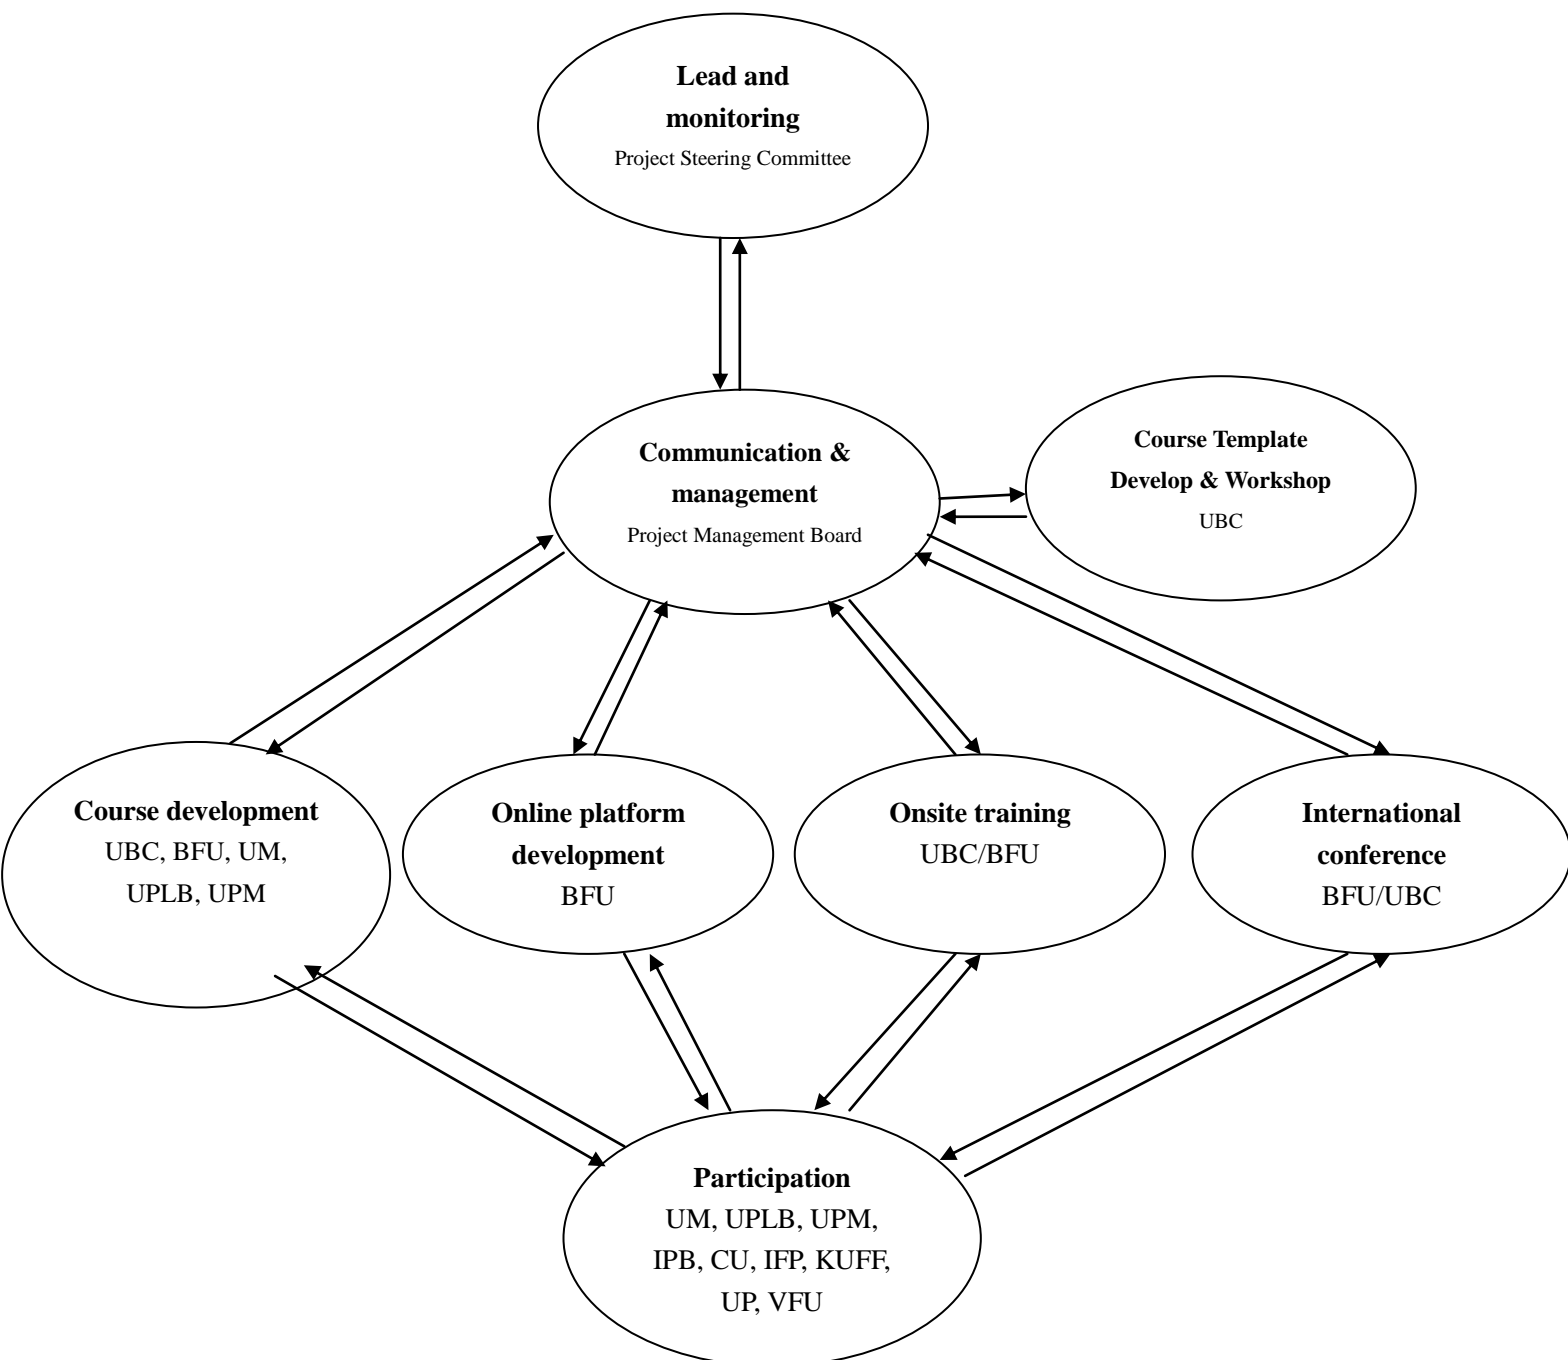 Lead and
monitoring
Project Steering Committee
Communication &
management
Project Management Board
Course Template
Develop & Workshop
UBC
Course development
UBC, BFU, UM,
UPLB, UPM
Online platform
development
BFU
Onsite training
UBC/BFU
International
conference
BFU/UBC
Participation
UM, UPLB, UPM,
IPB, CU, IFP, KUFF,
UP, VFU